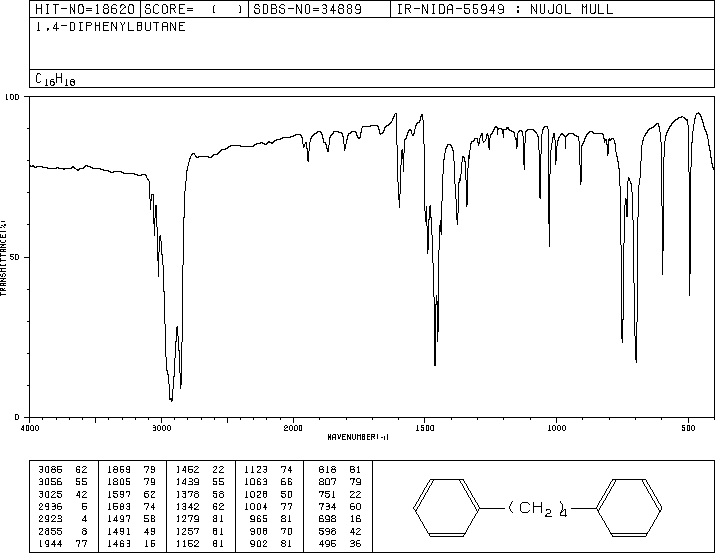 HIT-NO=18620 SCORE= ( ) SDBS-NO=34889 IR-NIDA-55949 : NUJOL MULL
1,4-DIPHENYLBUTANE
C16H18
100
50
0
TRANSMITTANCE(%)
4000 3000 2000 1500 1000 500
WAVENUMBER(-1)
3085 62 1869 79 1462 22 1123 74 818 81
3056 55 1805 79 1439 55 1063 66 807 79
3025 42 1597 62 1378 58 1028 50 751 22
2936 5 1583 74 1342 62 1004 77 734 60
2923 4 1497 58 1279 81 965 81 698 16
2855 8 1491 49 1257 81 908 70 598 42
1944 77 1463 16 1152 81 902 81 495 36
(CH2)4